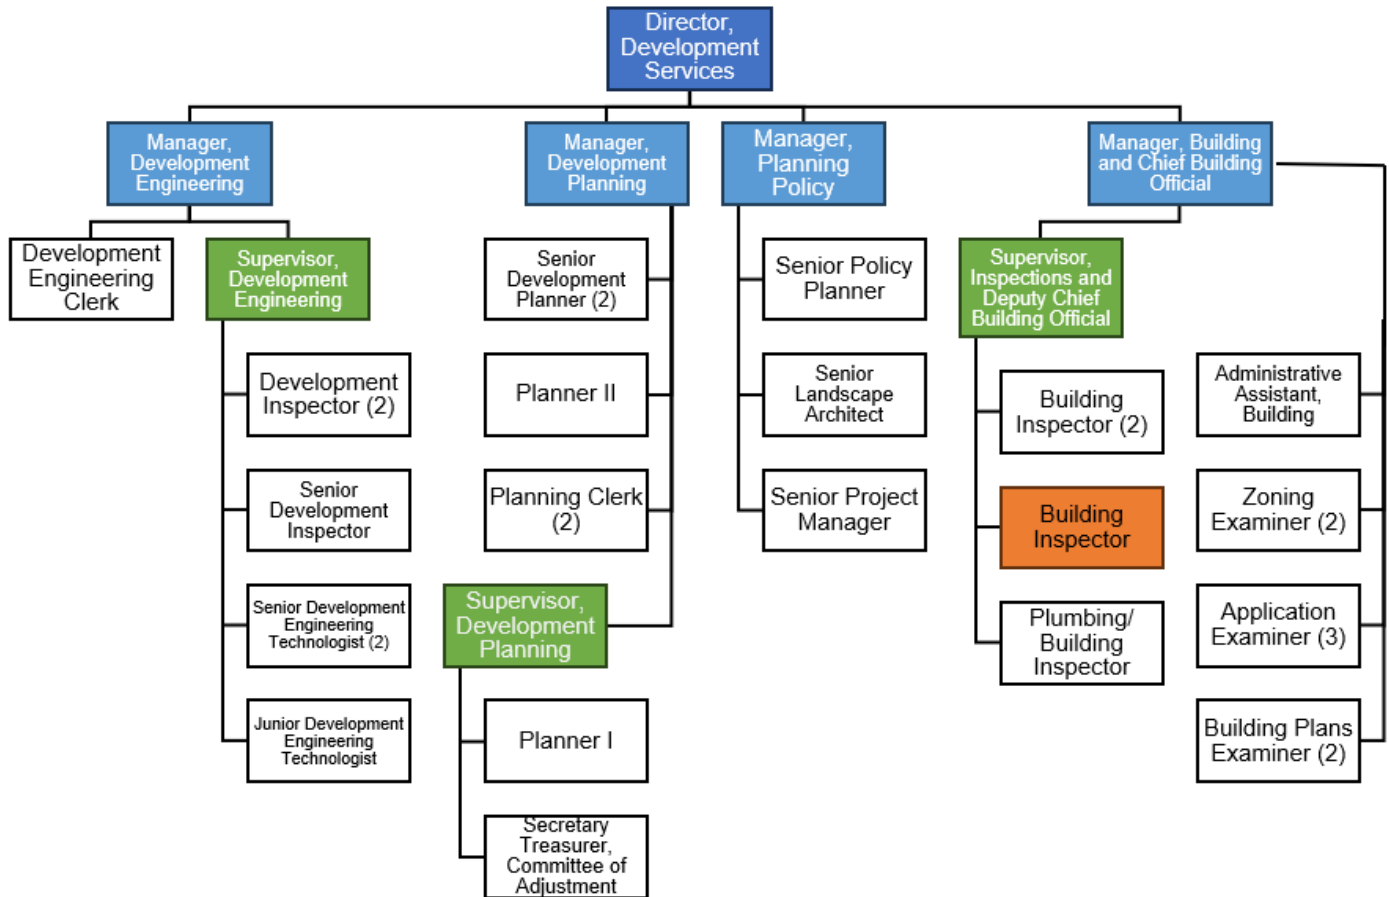 Director,
Development
Services
Manager,
Development
Engineering
Manager,
Development
Planning
Manager,
Planning
Policy
Manager, Building
and Chief Building
Official
Development
Engineering
Clerk
Supervisor,
Development
Engineering
Development
Inspector (2)
Senior
Development
Inspector
Senior Development
Engineering
Technologist (2)
Junior Development
Engineering
Technologist
Senior
Development
Planner (2)
Planner II
Planning Clerk
(2)
Supervisor,
Development
Planning
Planner I
Secretary
Treasurer,
Committee of
Adjustment
Senior Policy
Planner
Senior
Landscape
Architect
Senior Project
Manager
Supervisor,
Inspections and
Deputy Chief
Building Official
Building
Inspector (2)
Building
Inspector
Plumbing/
Building
Inspector
Administrative
Assistant,
Building
Zoning
Examiner (2)
Application
Examiner (3)
Building Plans
Examiner (2)